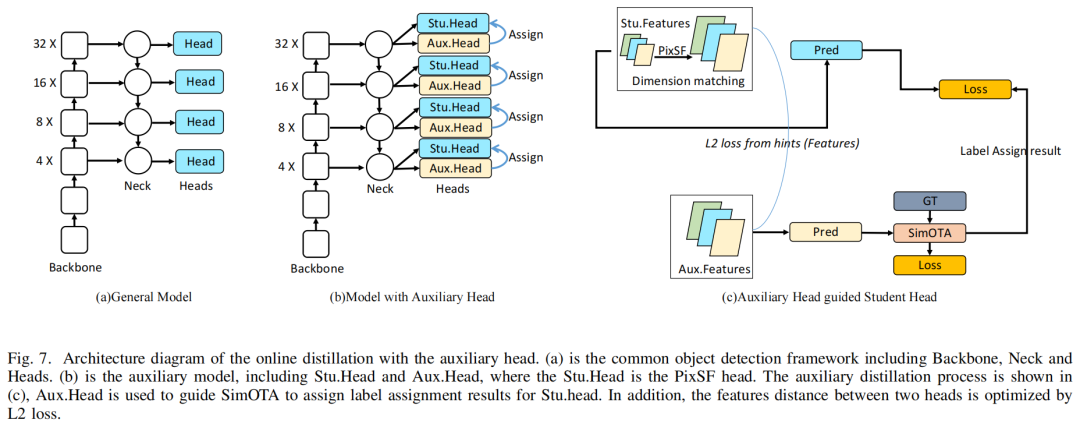 32 X
Head
16 X
Head
8 X
Head
4 X
Head
Neck
Heads
Backbone
(a)General Model
Stu.Head
32 X
Aux.Head
Assign
Stu.Head
16 X
Aux.Head
Assign
Stu.Head
8 X
Aux.Head
Assign
Stu.Head
4 X
Aux.Head
Assign
Neck
Heads
Backbone
(b)Model with Auxiliary Head
Stu.Features
PixSF
Dimension matching
Pred
Loss
L2 loss from hints (Features)
Label Assign result
GT
Pred
SimOTA
Aux.Features
Loss
(c)Auxiliary Head guided Student Head
Fig. 7. Architecture diagram of the online distillation with the auxiliary head. (a) is the common object detection framework including Backbone, Neck and
Heads. (b) is the auxiliary model, including Stu.Head and Aux.Head, where the Stu.Head is the PixSF head. The auxiliary distillation process is shown in
(c), Aux.Head is used to guide SimOTA to assign label assignment results for Stu.head. In addition, the features distance between two heads is optimized by
L2 loss.